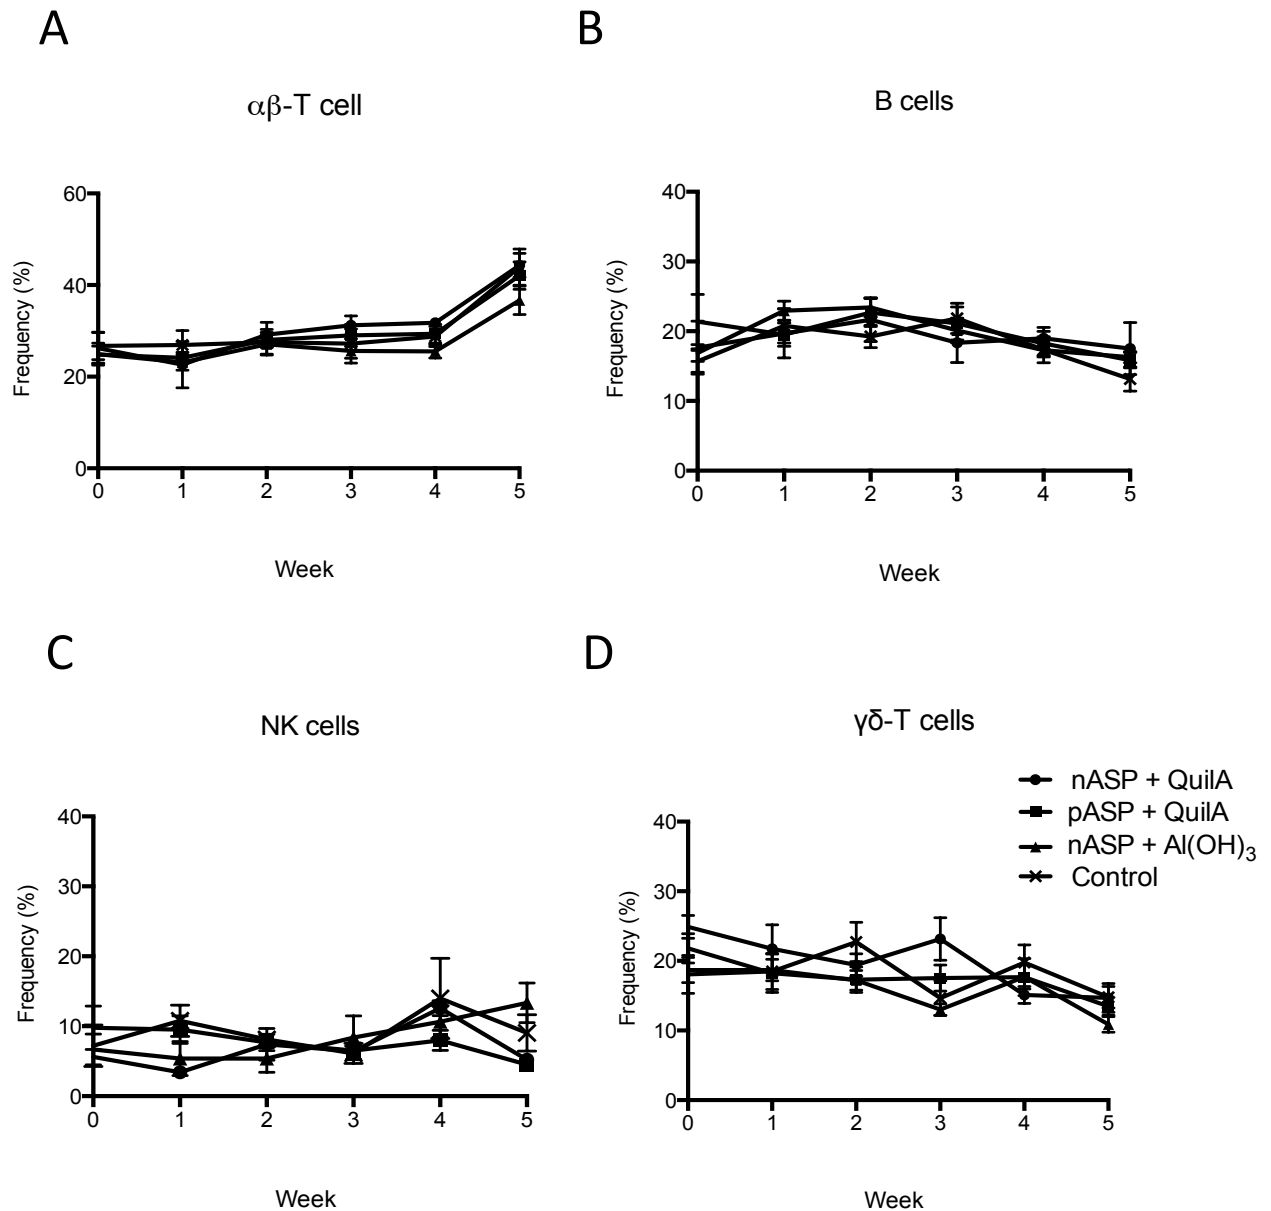 A
B
αβ-T cell
B cells
60
40
20
0
Frequency (%)
0 1 2 3 4 5
Week
40
30
20
10
0
Frequency (%)
0 1 2 3 4 5
Week
C
D
NK cells
γδ-T cells
nASP + QuilA
pASP + QuilA
nASP + Al(OH)3
Control
40
30
20
10
0
Frequency (%)
0 1 2 3 4 5
Week
40
30
20
10
0
Frequency (%)
0 1 2 3 4 5
Week